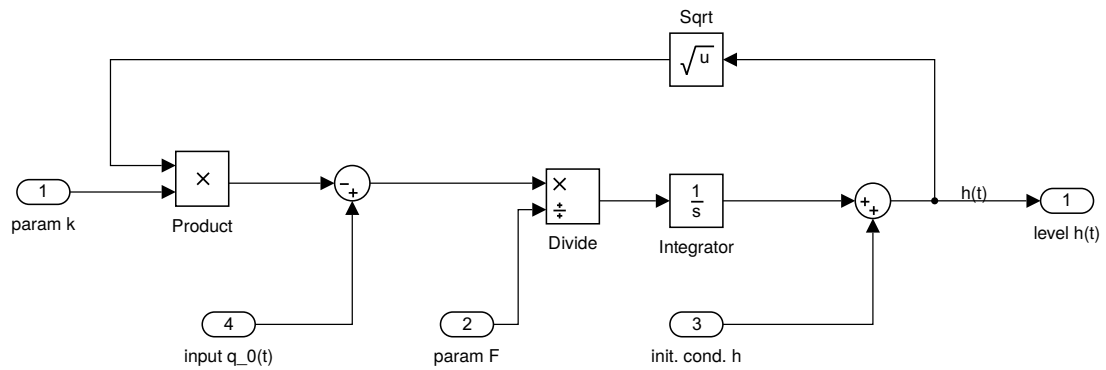 Sqrt
√u
1
param k
×
Product
−
+
×
÷
Divide
1
s
Integrator
+
+
h(t)
1
level h(t)
4
input q_0(t)
2
param F
3
init. cond. h